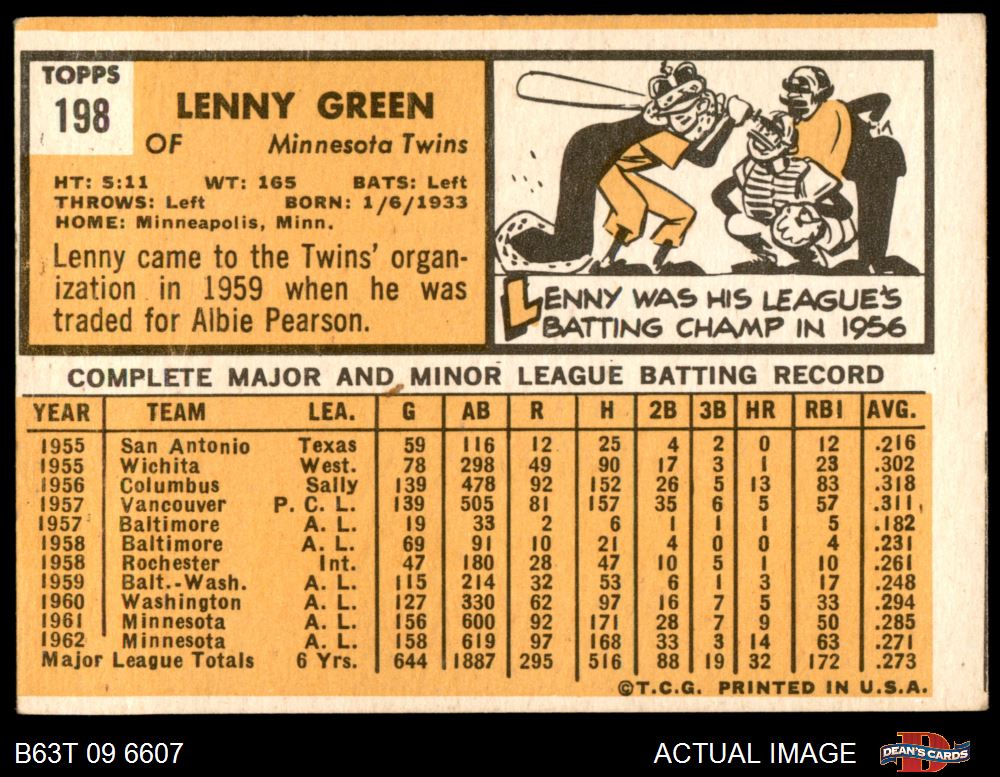 TOPPS
198
LENNY GREEN
OF Minnesota Twins
HT: 5:11 WT: 165 BATS: Left
THROWS: Left BORN: 1/6/1933
HOME: Minneapolis, Minn.
Lenny came to the Twins' organ-
ization in 1959 when he was
traded for Albie Pearson.
LENNY WAS HIS LEAGUE'S
BATTING CHAMP IN 1956
COMPLETE MAJOR AND MINOR LEAGUE BATTING RECORD
YEAR TEAM LEA. G AB R H 2B 3B HR RBI AVG.
1955 San Antonio Texas 59 116 12 25 4 2 0 12 .216
1955 Wichita West. 78 298 49 90 17 3 1 23 .302
1956 Columbus Sally 139 478 92 152 26 5 13 83 .318
1957 Vancouver P. C. L. 139 505 81 157 35 6 5 57 .311
1957 Baltimore A. L. 19 33 2 6 1 1 1 5 .182
1958 Baltimore A. L. 69 91 10 21 4 0 0 4 .231
1958 Rochester Int. 47 180 28 47 10 5 1 10 .261
1959 Balt.-Wash. A. L. 115 214 32 53 6 1 3 17 .248
1960 Washington A. L. 127 330 62 97 16 7 5 33 .294
1961 Minnesota A. L. 156 600 92 171 28 7 9 50 .285
1962 Minnesota A. L. 158 619 97 168 33 3 14 63 .271
Major League Totals 6 Yrs. 644 1887 295 516 88 19 32 172 .273
©T.C.G. PRINTED IN U.S.A.
B63T 09 6607 ACTUAL IMAGE DEAN'S CARDS